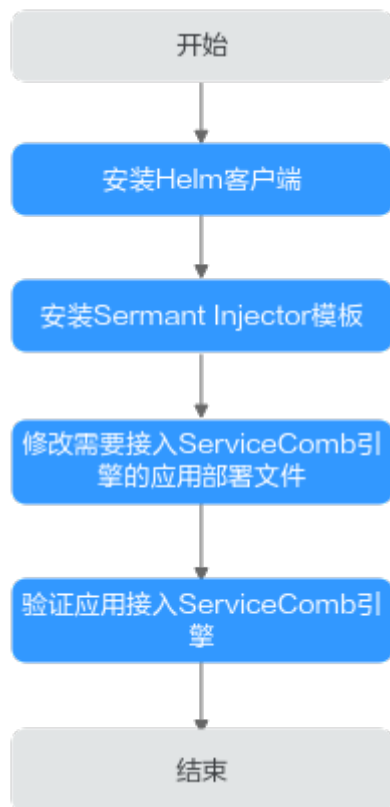 开始
安装Helm客户端
安装Sermant Injector模板
修改需要接入ServiceComb引
擎的应用部署文件
验证应用接入ServiceComb引
擎
结束